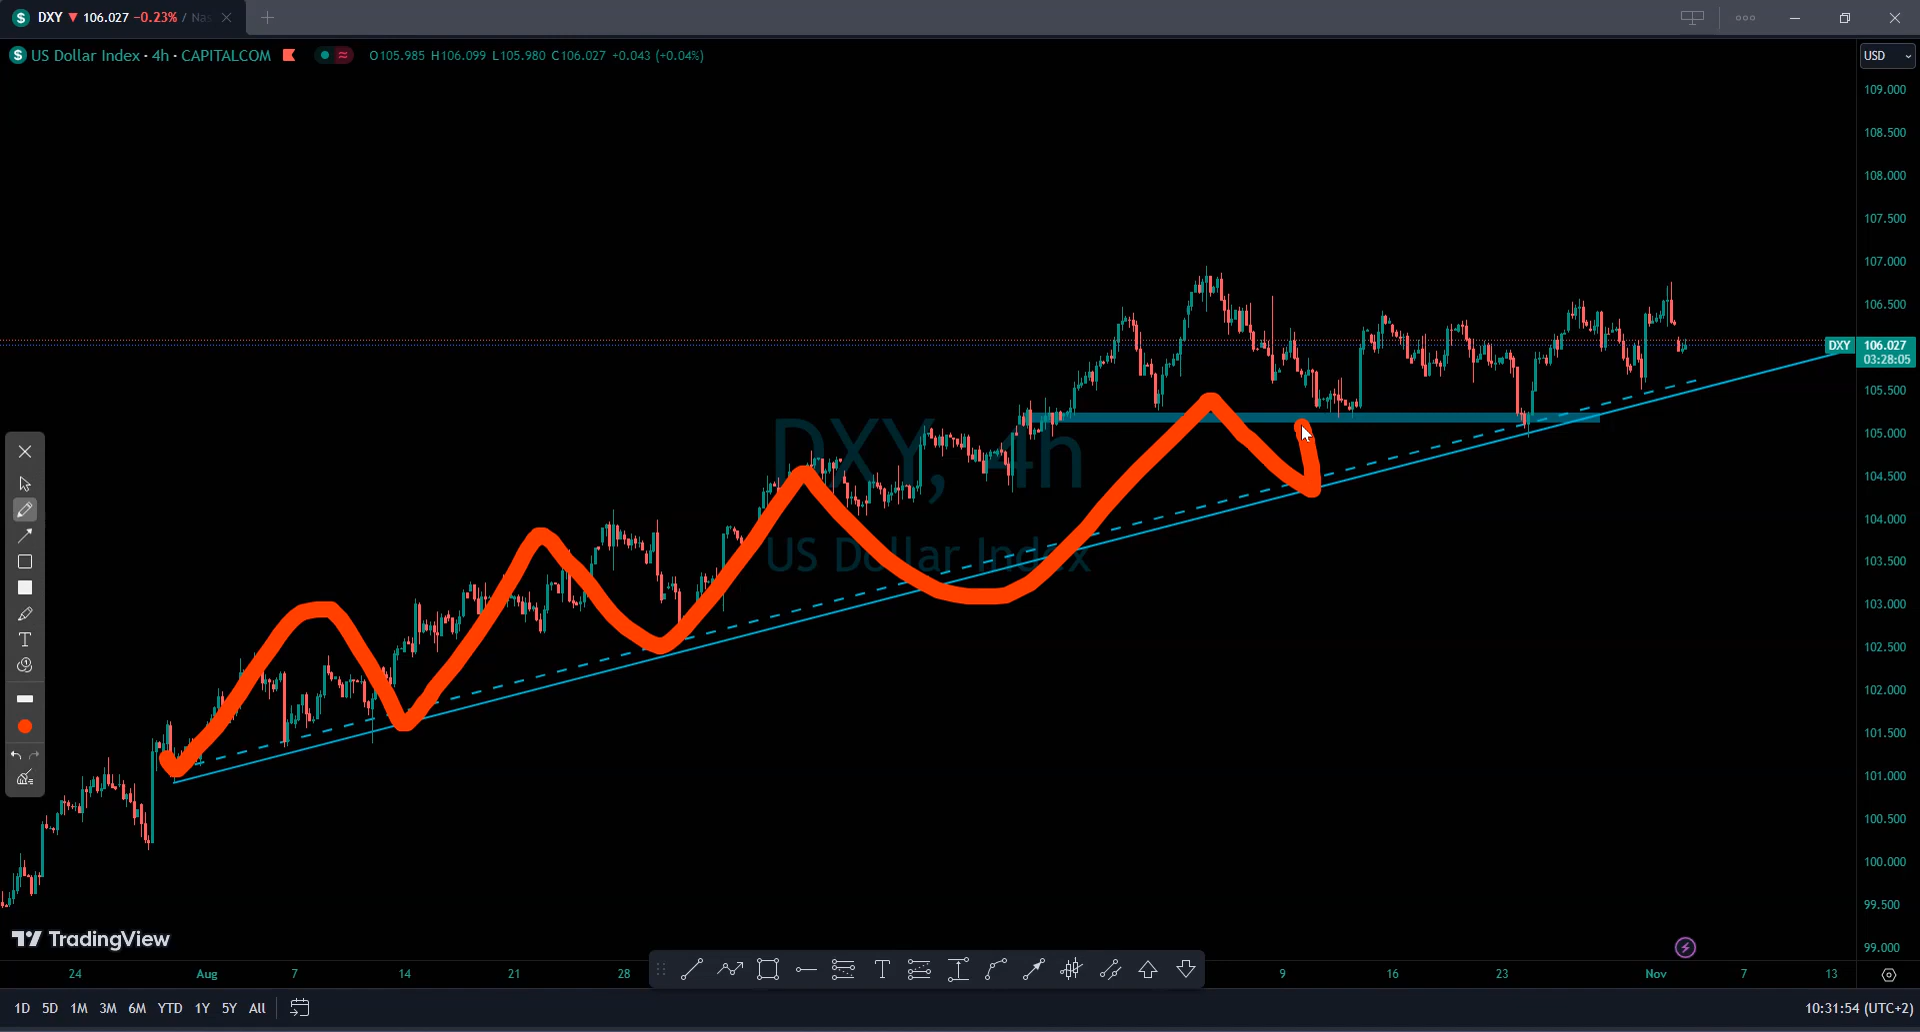 DXY ▼ 106.027 −0.23% / Nas
US Dollar Index · 4h · CAPITALCOM O105.985 H106.099 L105.980 C106.027 +0.043 (+0.04%)
USD
109.000
108.500
108.000
107.500
107.000
106.500
DXY 106.027
03:28:05
105.500
105.000
104.500
104.000
103.500
103.000
102.500
102.000
101.500
101.000
100.500
100.000
99.500
99.000
DXY, 4h
US Dollar Index
TradingView
24 Aug 7 14 21 28 9 16 23 Nov 7 13
1D 5D 1M 3M 6M YTD 1Y 5Y All 10:31:54 (UTC+2)